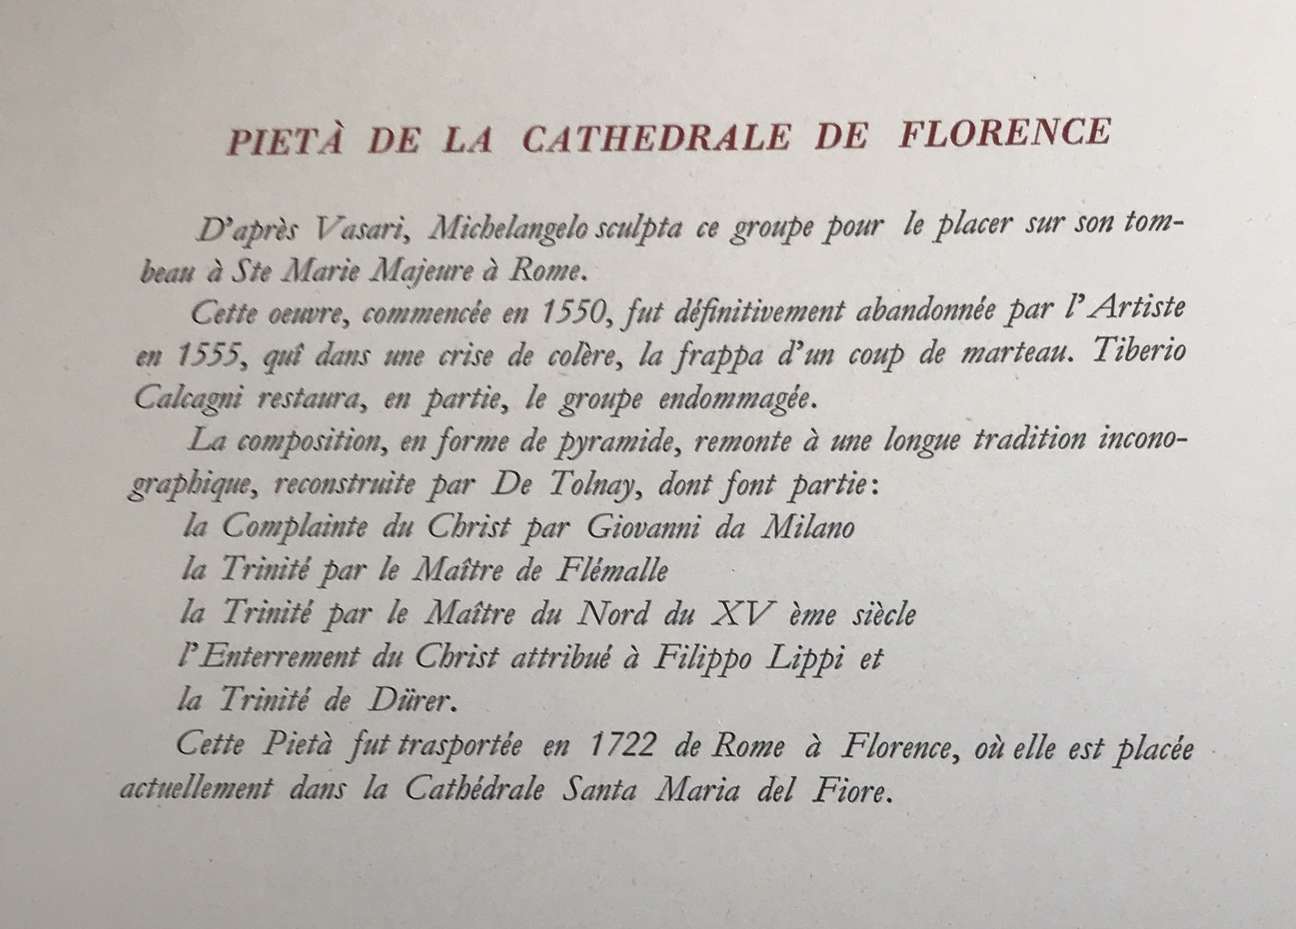 PIETÀ DE LA CATHEDRALE DE FLORENCE
D'après Vasari, Michelangelo sculpta ce groupe pour le placer sur son tom-
beau à Ste Marie Majeure à Rome.
Cette oeuvre, commencée en 1550, fut définitivement abandonnée par l'Artiste
en 1555, quî dans une crise de colère, la frappa d'un coup de marteau. Tiberio
Calcagni restaura, en partie, le groupe endommagée.
La composition, en forme de pyramide, remonte à une longue tradition incono-
graphique, reconstruite par De Tolnay, dont font partie:
la Complainte du Christ par Giovanni da Milano
la Trinité par le Maître de Flémalle
la Trinité par le Maître du Nord du XV ème siècle
l'Enterrement du Christ attribué à Filippo Lippi et
la Trinité de Dürer.
Cette Pietà fut trasportée en 1722 de Rome à Florence, où elle est placée
actuellement dans la Cathédrale Santa Maria del Fiore.